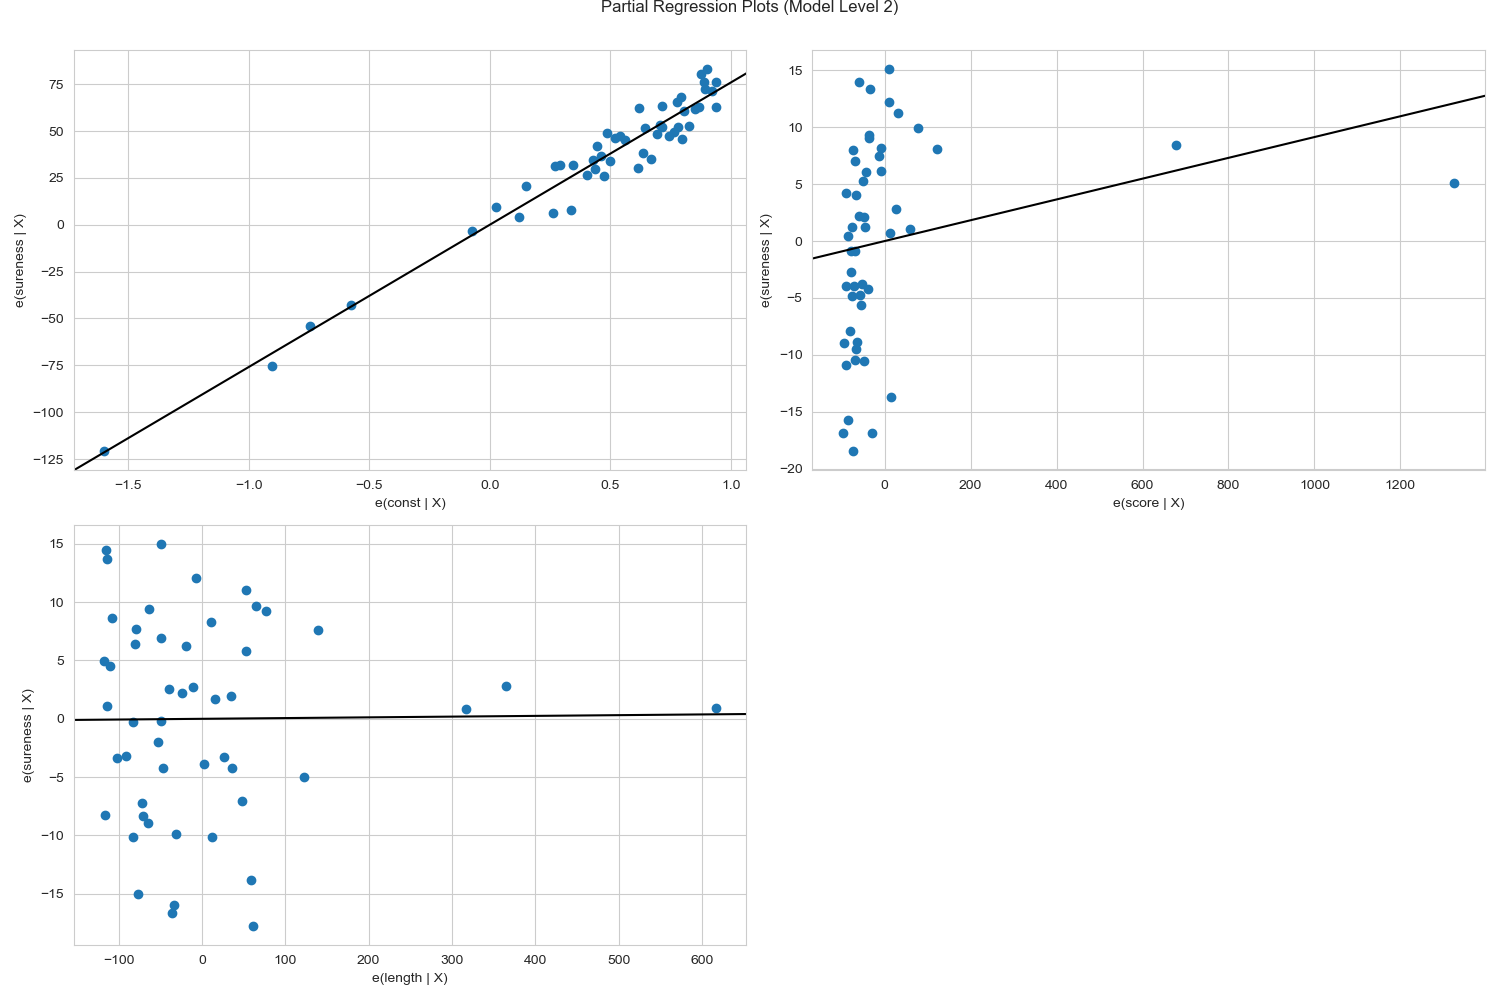 Partial Regression Plots (Model Level 2)
e(sureness | X)
75
50
25
0
−25
−50
−75
−100
−125
−1.5 −1.0 −0.5 0.0 0.5 1.0
e(const | X)
e(sureness | X)
15
10
5
0
−5
−10
−15
−20
0 200 400 600 800 1000 1200
e(score | X)
e(sureness | X)
15
10
5
0
−5
−10
−15
−100 0 100 200 300 400 500 600
e(length | X)